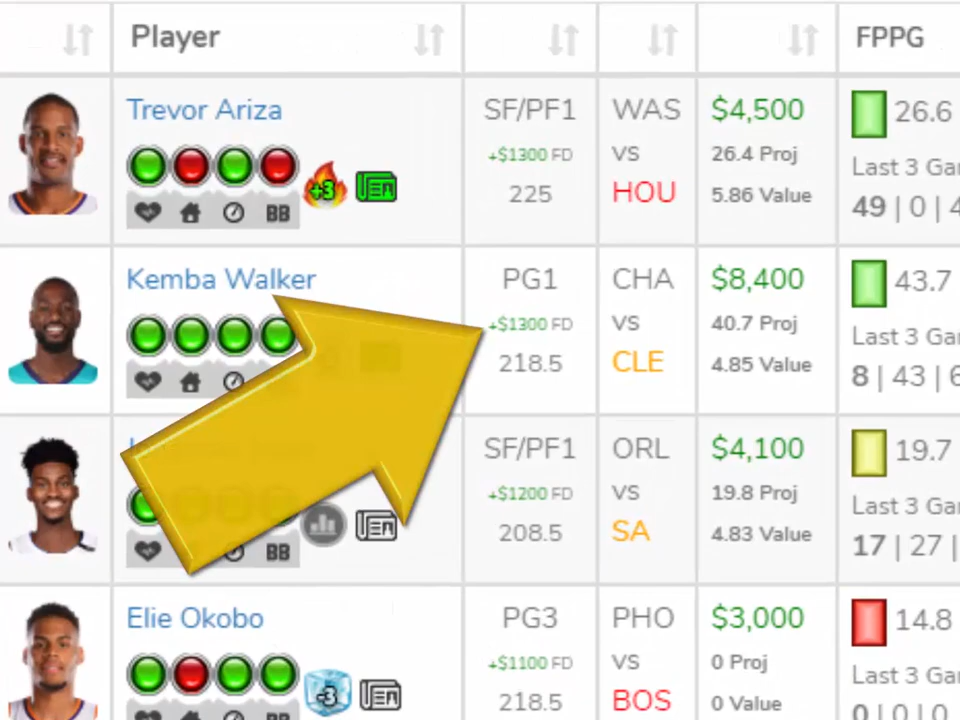 Player FPPG
Trevor Ariza SF/PF1 WAS $4,500 26.6
+$1300 FD VS 26.4 Proj Last 3 Ga
+3 225 HOU 5.86 Value 49 | 0 | 4
BB
Kemba Walker PG1 CHA $8,400 43.7
+$1300 FD VS 40.7 Proj Last 3 Ga
218.5 CLE 4.85 Value 8 | 43 | 6
SF/PF1 ORL $4,100 19.7
+$1200 FD VS 19.8 Proj Last 3 Ga
208.5 SA 4.83 Value 17 | 27 |
BB
Elie Okobo PG3 PHO $3,000 14.8
+$1100 FD VS 0 Proj Last 3 Ga
-3 218.5 BOS 0 Value 0 | 0 | 0
BB